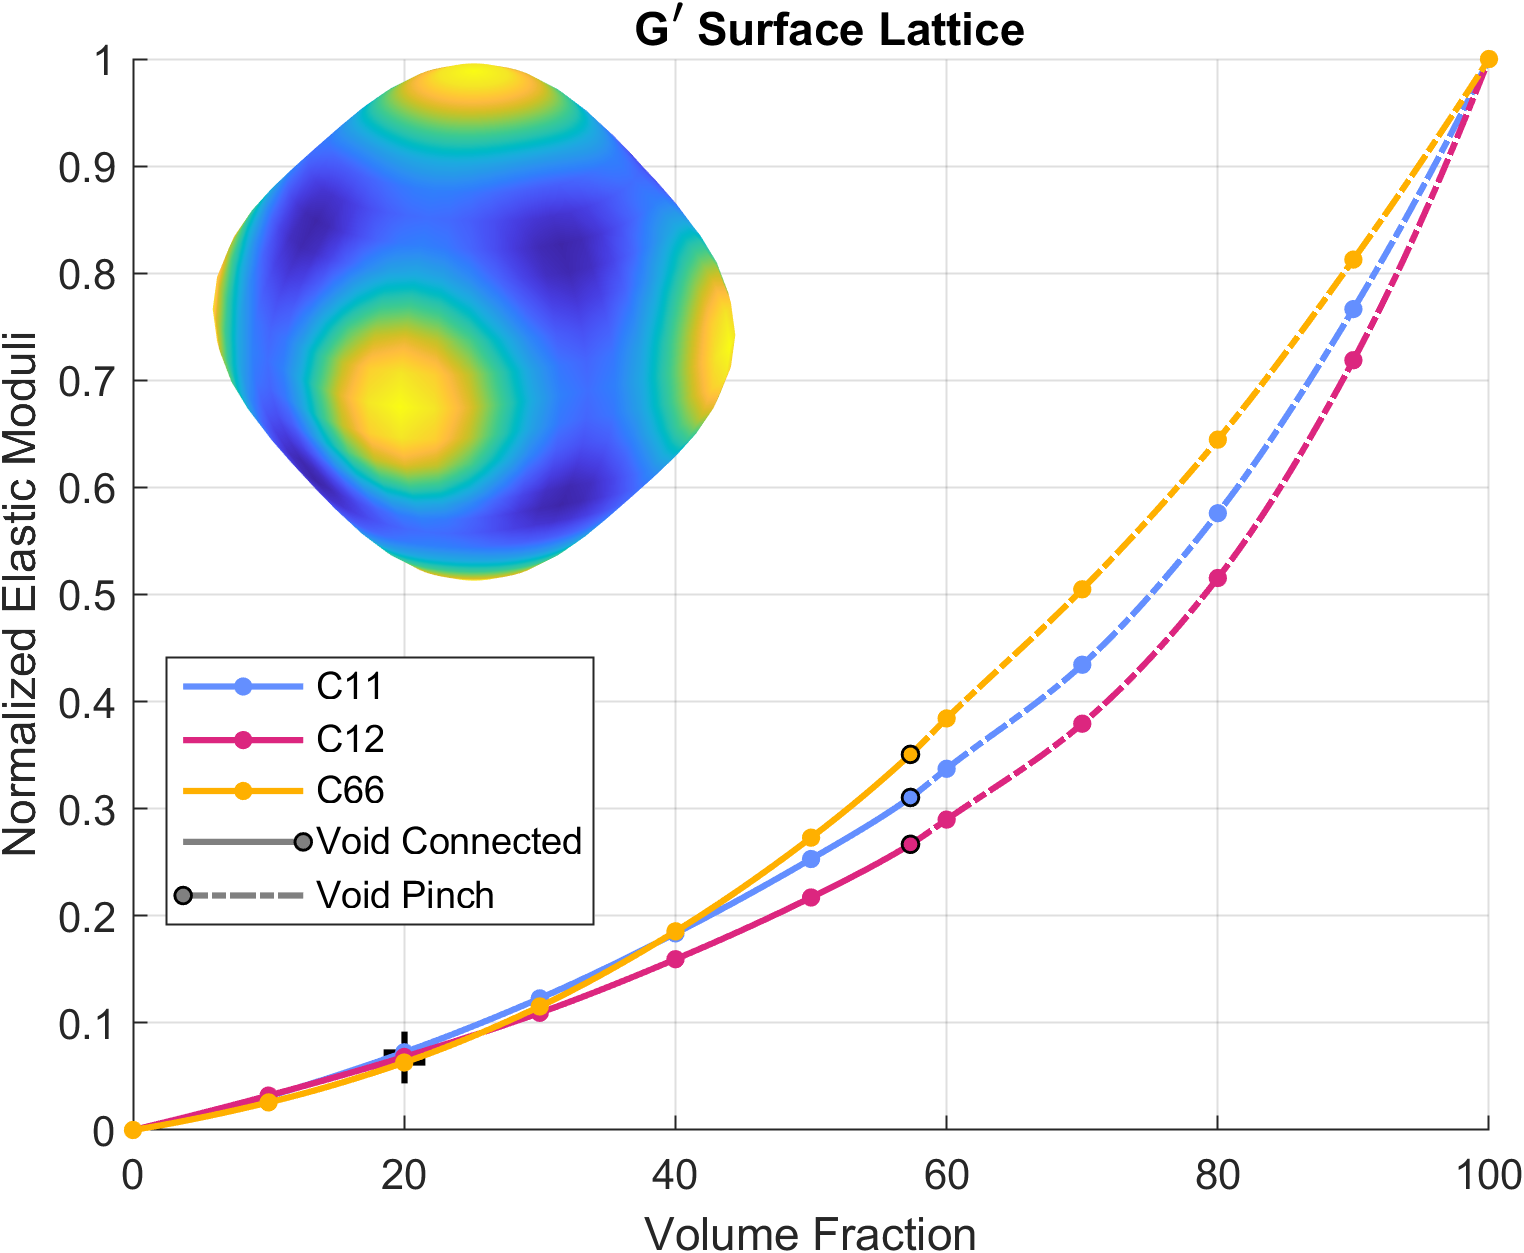 G′ Surface Lattice
1
0.9
0.8
0.7
0.6
0.5
0.4
0.3
0.2
0.1
0
Normalized Elastic Moduli
C11
C12
C66
Void Connected
Void Pinch
0 20 40 60 80 100
Volume Fraction